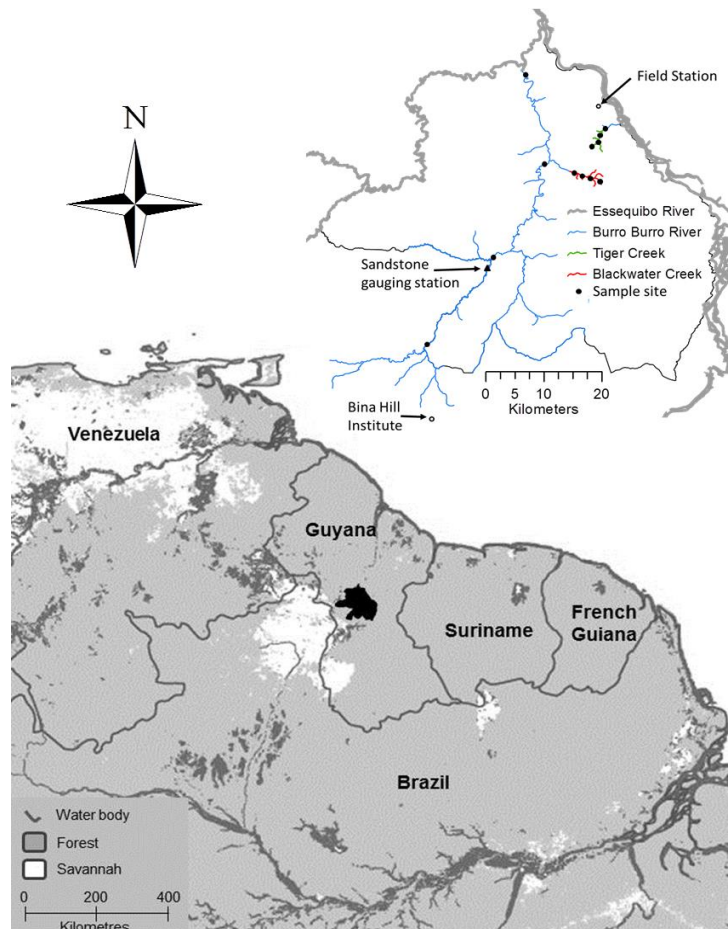 N
Field Station
Essequibo River
Burro Burro River
Tiger Creek
Blackwater Creek
Sample site
Sandstone
gauging station
0 5 10 20
Kilometers
Bina Hill
Institute
Venezuela
Guyana
Suriname
French
Guiana
Brazil
Water body
Forest
Savannah
0 200 400
Kilometres